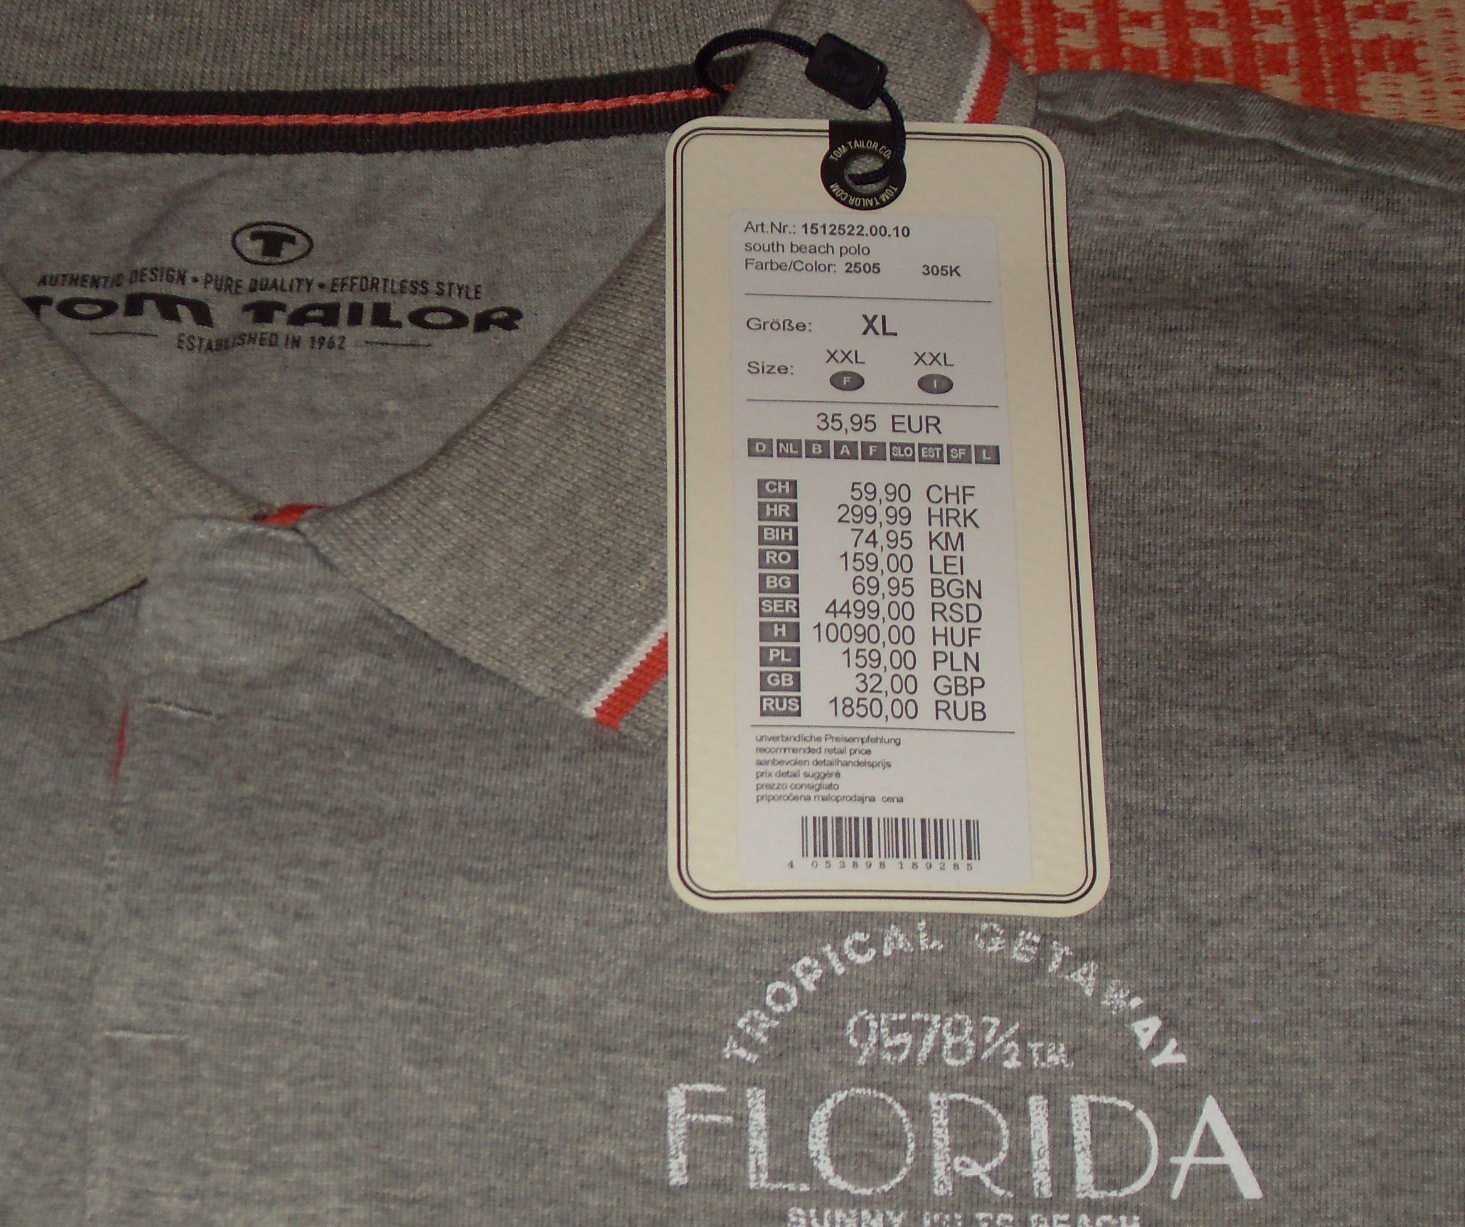 AUTHENTIC DESIGN • PURE QUALITY • EFFORTLESS STYLE
TOM TAILOR
ESTABLISHED IN 1962
TOM TAILOR.CO
TOM-TAILOR.COM
Art.Nr.: 1512522.00.10
south beach polo
Farbe/Color: 2505 305K
Größe: XL
XXL XXL
Size: F I
35,95 EUR
D NL B A F SLO EST SF L
CH 59,90 CHF
HR 299,99 HRK
BIH 74,95 KM
RO 159,00 LEI
BG 69,95 BGN
SER 4499,00 RSD
H 10090,00 HUF
PL 159,00 PLN
GB 32,00 GBP
RUS 1850,00 RUB
unverbindliche Preisempfehlung
recommended retail price
aanbevolen detailhandelsprijs
prix detail suggéré
prezzo consigliato
priporočena maloprodajna cena
4 053898 189285
TROPICAL GETAWAY
9578 1/2
FLORIDA
SUNNY ISLES BEACH